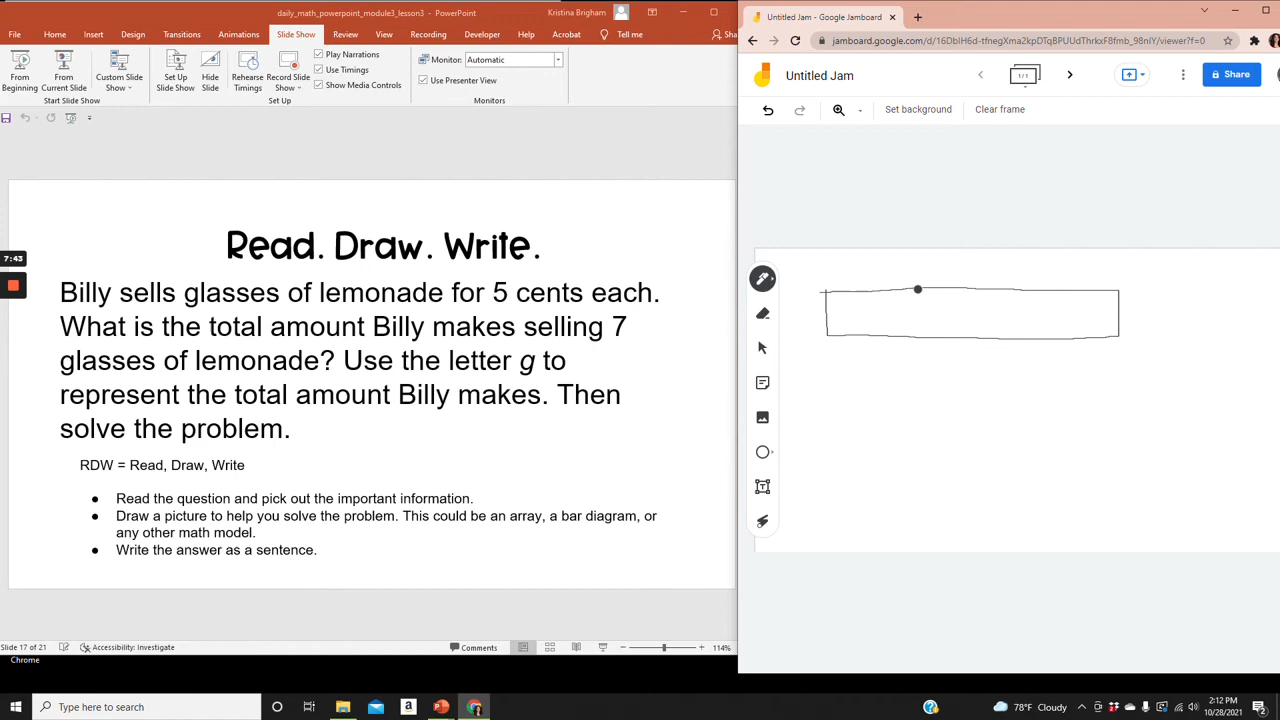 daily_math_powerpoint_module3_lesson3 - PowerPoint
Kristina Brigham
File Home Insert Design Transitions Animations Slide Show Review View Recording Developer Help Acrobat Tell me Sha
From Beginning
From Current Slide
Custom Slide Show
Set Up Slide Show
Hide Slide
Rehearse Timings
Record Slide Show
Play Narrations
Use Timings
Show Media Controls
Monitor: Automatic
Use Presenter View
Start Slide Show
Set Up
Monitors
Read. Draw. Write.
7:43
Billy sells glasses of lemonade for 5 cents each.
What is the total amount Billy makes selling 7
glasses of lemonade? Use the letter g to
represent the total amount Billy makes. Then
solve the problem.
RDW = Read, Draw, Write
● Read the question and pick out the important information.
● Draw a picture to help you solve the problem. This could be an array, a bar diagram, or
any other math model.
● Write the answer as a sentence.
Slide 17 of 21
Accessibility: Investigate
Comments
114%
Chrome
Untitled Jam - Google Jamboard
Untitled Jam
1/1
Share
Set background
Clear frame
Type here to search
78°F Cloudy
2:12 PM
10/28/2021